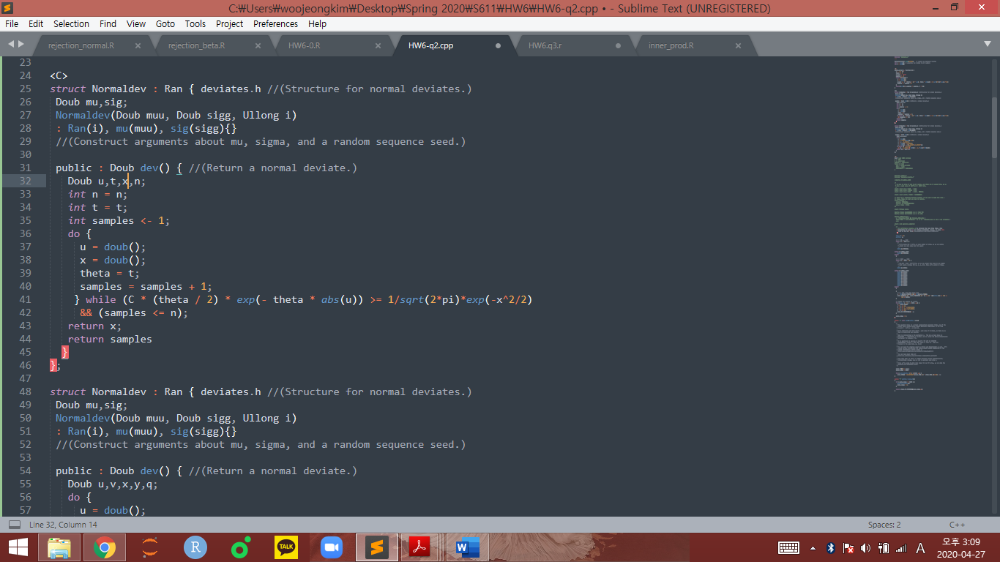 C:￦Users￦woojeongkim￦Desktop￦Spring 2020￦S611￦HW6￦HW6-q2.cpp • - Sublime Text (UNREGISTERED)
File Edit Selection Find View Goto Tools Project Preferences Help
rejection_normal.R rejection_beta.R HW6-0.R HW6-q2.cpp HW6.q3.r inner_prod.R
23
24 <C>
25 struct Normaldev : Ran { deviates.h //(Structure for normal deviates.)
26 Doub mu,sig;
27 Normaldev(Doub muu, Doub sigg, Ullong i)
28 : Ran(i), mu(muu), sig(sigg){}
29 //(Construct arguments about mu, sigma, and a random sequence seed.)
30
31 public : Doub dev() { //(Return a normal deviate.)
32 Doub u,t,x,n;
33 int n = n;
34 int t = t;
35 int samples <- 1;
36 do {
37 u = doub();
38 x = doub();
39 theta = t;
40 samples = samples + 1;
41 } while (C * (theta / 2) * exp(- theta * abs(u)) >= 1/sqrt(2*pi)*exp(-x^2/2)
42 && (samples <= n);
43 return x;
44 return samples
45 }
46 };
47
48 struct Normaldev : Ran { deviates.h //(Structure for normal deviates.)
49 Doub mu,sig;
50 Normaldev(Doub muu, Doub sigg, Ullong i)
51 : Ran(i), mu(muu), sig(sigg){}
52 //(Construct arguments about mu, sigma, and a random sequence seed.)
53
54 public : Doub dev() { //(Return a normal deviate.)
55 Doub u,v,x,y,q;
56 do {
57 u = doub();
Line 32, Column 14 Spaces: 2 C++
R TALK W A 오후 3:09
2020-04-27